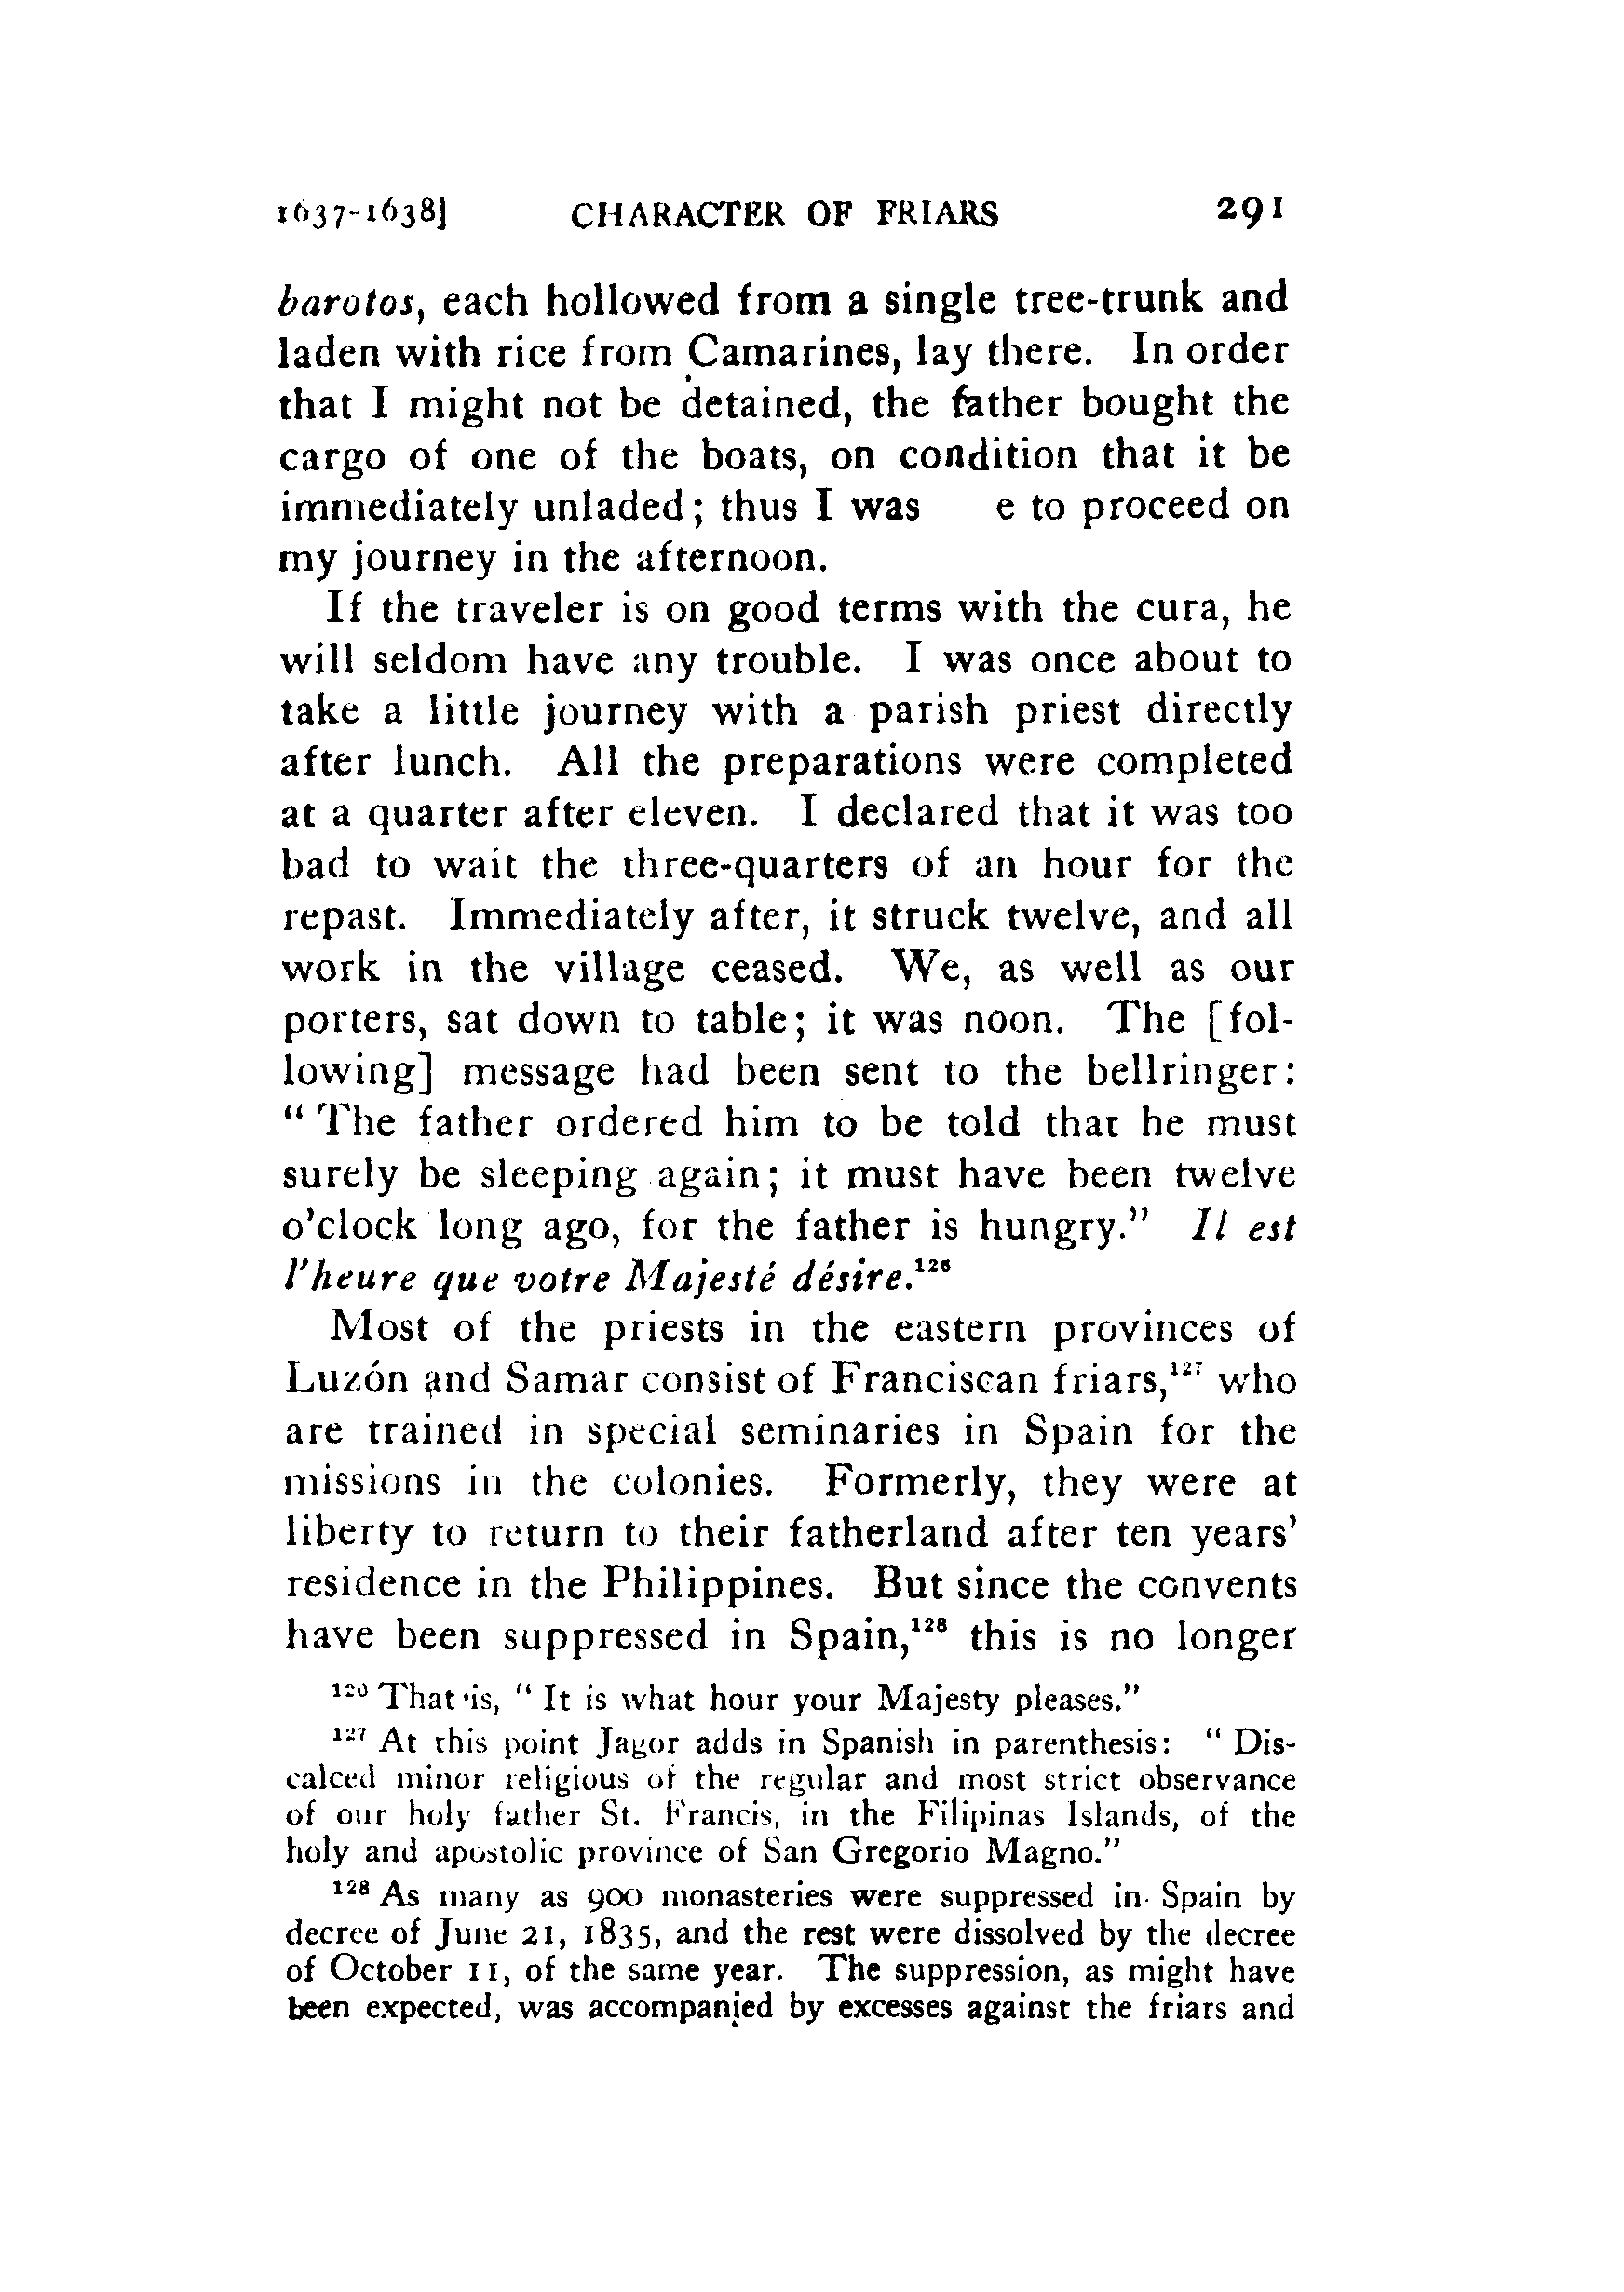 1637-1638] CHARACTER OF FRIARS 291
barotos, each hollowed from a single tree-trunk and
laden with rice from Camarines, lay there. In order
that I might not be detained, the father bought the
cargo of one of the boats, on condition that it be
immediately unladed; thus I was e to proceed on
my journey in the afternoon.
If the traveler is on good terms with the cura, he
will seldom have any trouble. I was once about to
take a little journey with a parish priest directly
after lunch. All the preparations were completed
at a quarter after eleven. I declared that it was too
bad to wait the three-quarters of an hour for the
repast. Immediately after, it struck twelve, and all
work in the village ceased. We, as well as our
porters, sat down to table; it was noon. The [fol-
lowing] message had been sent to the bellringer:
" The father ordered him to be told that he must
surely be sleeping again; it must have been twelve
o'clock long ago, for the father is hungry." Il est
l'heure que votre Majesté désire.¹²⁶
Most of the priests in the eastern provinces of
Luzón and Samar consist of Franciscan friars,¹²⁷ who
are trained in special seminaries in Spain for the
missions in the colonies. Formerly, they were at
liberty to return to their fatherland after ten years'
residence in the Philippines. But since the convents
have been suppressed in Spain,¹²⁸ this is no longer
¹²⁶ That is, " It is what hour your Majesty pleases."
¹²⁷ At this point Jagor adds in Spanish in parenthesis: " Dis-
calced minor religious of the regular and most strict observance
of our holy father St. Francis, in the Filipinas Islands, of the
holy and apostolic province of San Gregorio Magno."
¹²⁸ As many as 900 monasteries were suppressed in Spain by
decree of June 21, 1835, and the rest were dissolved by the decree
of October 11, of the same year. The suppression, as might have
been expected, was accompanied by excesses against the friars and